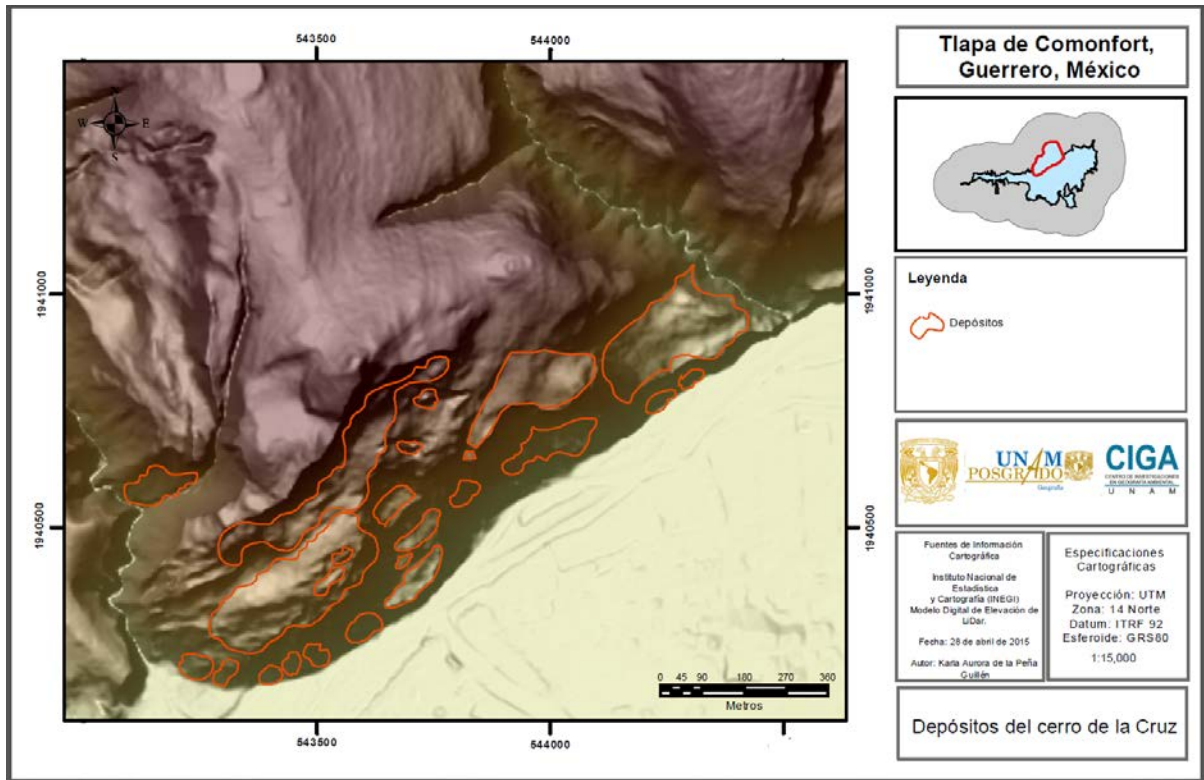 543500
544000
N
W
E
S
1941000
1941000
1940500
1940500
0 45 90 180 270 360
Metros
543500
544000
Tlapa de Comonfort,
Guerrero, México
Leyenda
Depósitos
UNAM
POSGRADO
Geografía
CIGA
CENTRO DE INVESTIGACIONES
EN GEOGRAFÍA AMBIENTAL
UNAM
Fuentes de Información
Cartográfica
Instituto Nacional de
Estadística
y Cartografía (INEGI)
Modelo Digital de Elevación de
LiDar.
Fecha: 28 de abril de 2015
Autor: Karla Aurora de la Peña
Guillén
Especificaciones
Cartográficas
Proyección: UTM
Zona: 14 Norte
Datum: ITRF 92
Esferoide: GRS80
1:15,000
Depósitos del cerro de la Cruz